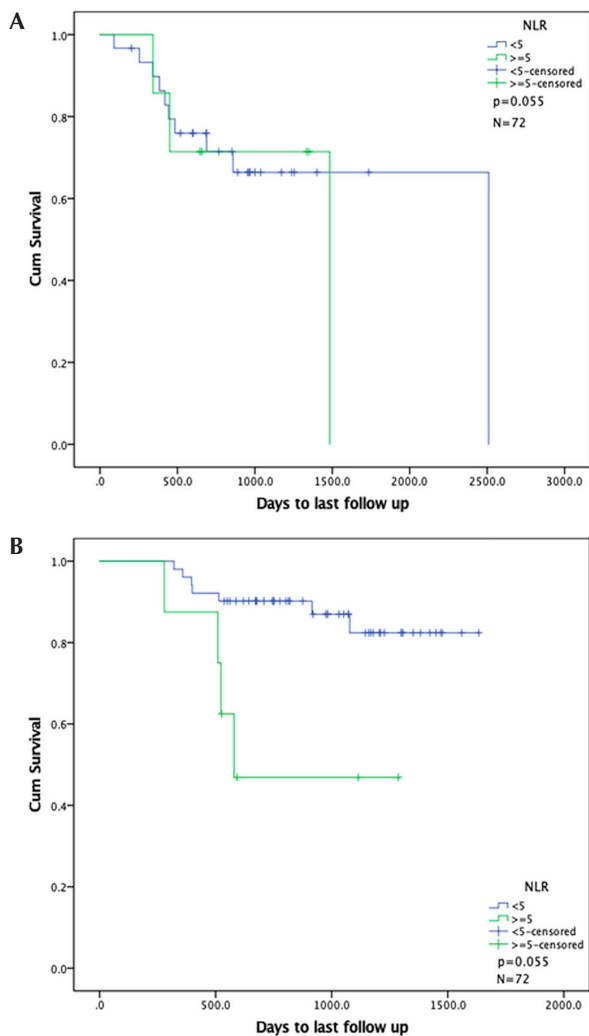 A
NLR
<5
>=5
<5-censored
>=5-censored
p=0.055
N=72
1.0
0.8
0.6
0.4
0.2
0.0
Cum Survival
.0 500.0 1000.0 1500.0 2000.0 2500.0 3000.0
Days to last follow up
B
1.0
0.8
0.6
0.4
0.2
0.0
Cum Survival
NLR
<5
>=5
<5-censored
>=5-censored
p=0.055
N=72
.0 500.0 1000.0 1500.0 2000.0
Days to last follow up